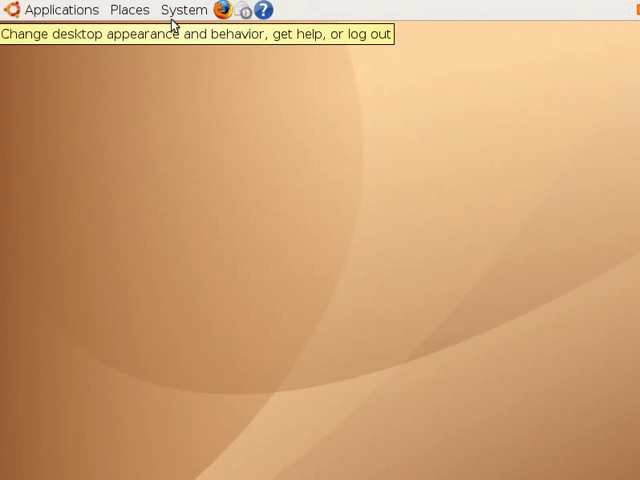 Applications Places System
Change desktop appearance and behavior, get help, or log out